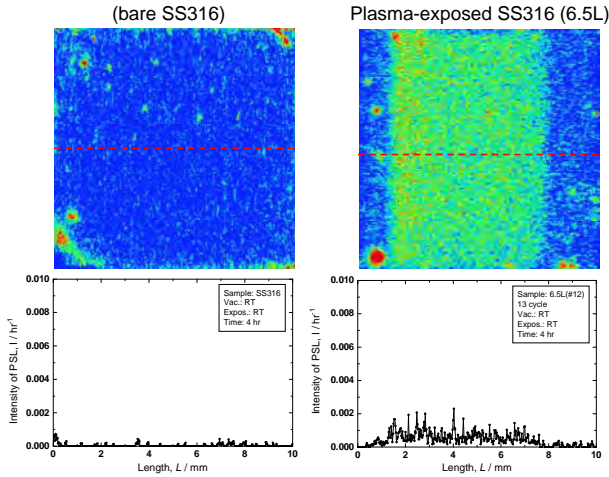 (bare SS316)
Plasma-exposed SS316 (6.5L)
0.010
0.008
0.006
0.004
0.002
0.000
Intensity of PSL, I / hr⁻¹
Sample: SS316
Vac.: RT
Expos.: RT
Time: 4 hr
0 2 4 6 8 10
Length, L / mm
0.010
0.008
0.006
0.004
0.002
0.000
Intensity of PSL, I / hr⁻¹
Sample: 6.5L(#12)
13 cycle
Vac.: RT
Expos.: RT
Time: 4 hr
0 2 4 6 8 10
Length, L / mm